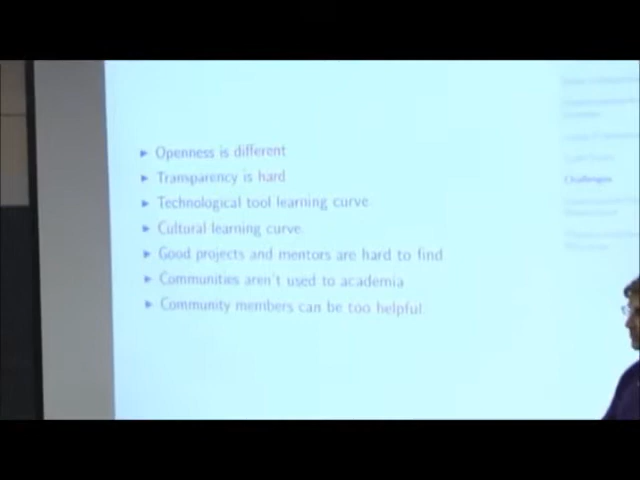 Openness is different
Transparency is hard
Technological tool learning curve
Cultural learning curve
Good projects and mentors are hard to find
Communities aren't used to academia
Community members can be too helpful
Challenges